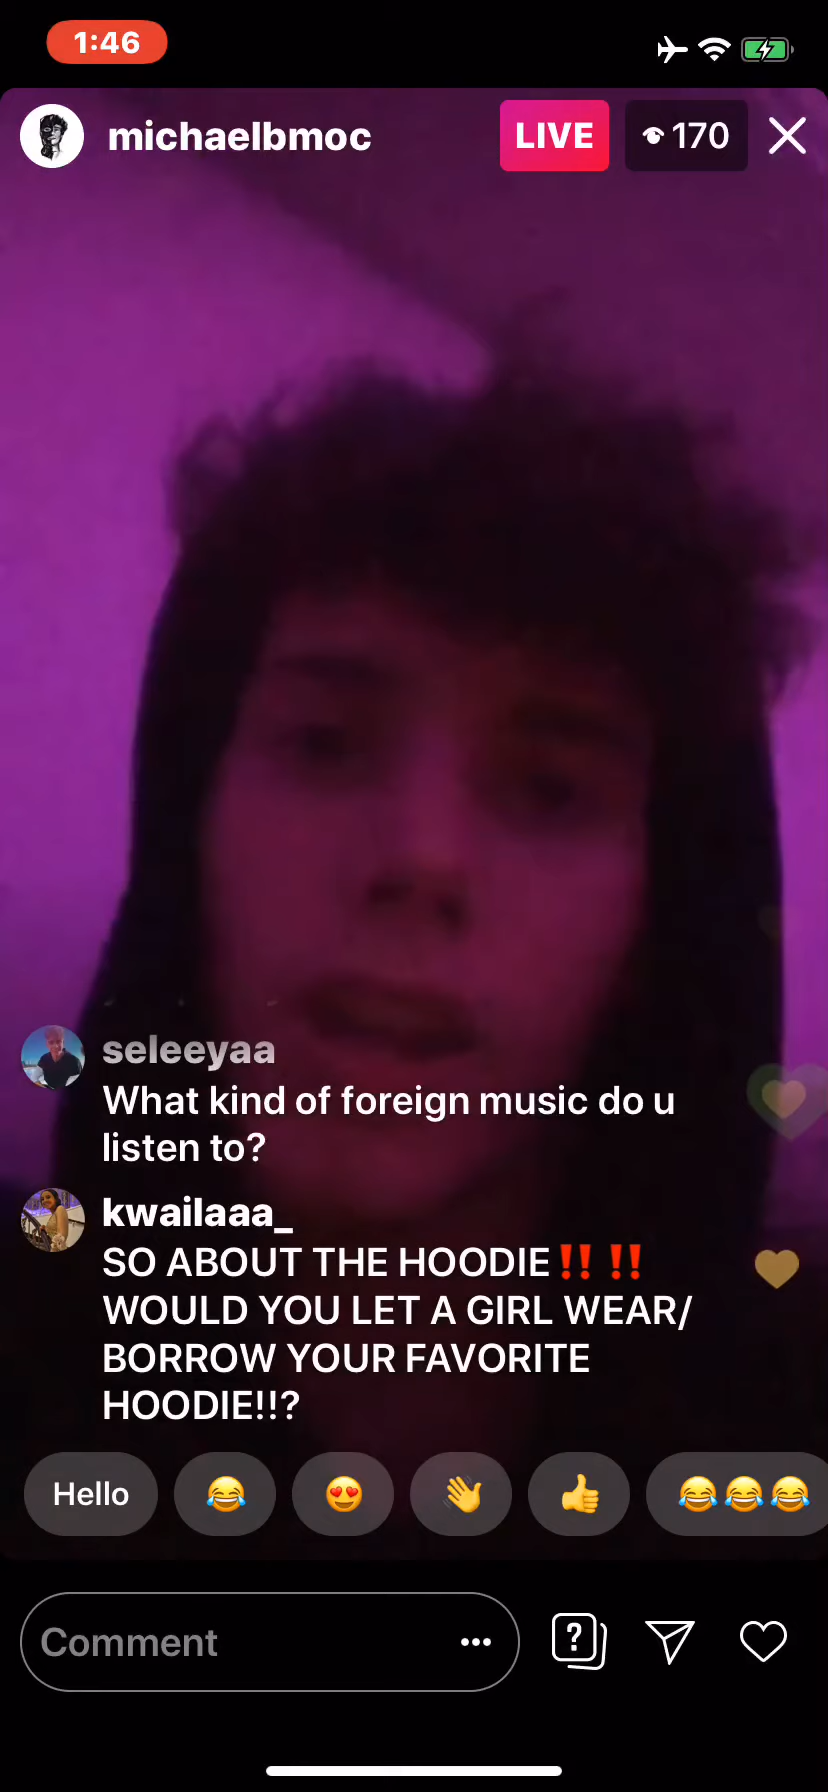 1:46
michaelbmoc
LIVE
170
seleeyaa
What kind of foreign music do u
listen to?
kwailaaa_
SO ABOUT THE HOODIE‼️ ‼️
WOULD YOU LET A GIRL WEAR/
BORROW YOUR FAVORITE
HOODIE!!?
Hello 😂 😍 👋 👍 😂😂😂
Comment